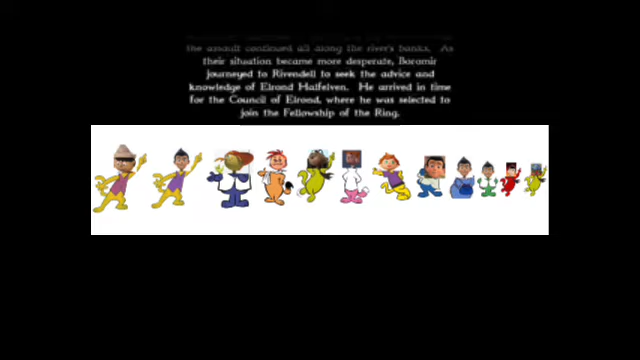 the assault continued all along the river's banks. As
their situation became more desperate, Boromir
journeyed to Rivendell to seek the advice and
knowledge of Elrond Halfelven. He arrived in time
for the Council of Elrond, where he was selected to
join the Fellowship of the Ring.